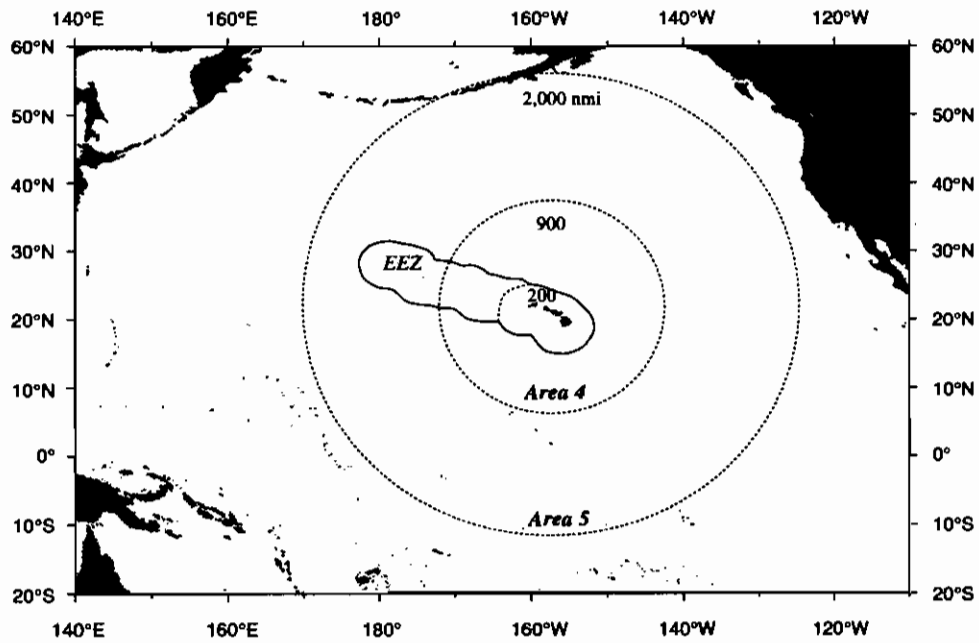 140°E 160°E 180° 160°W 140°W 120°W
60°N 60°N
2,000 nmi
50°N 50°N
40°N 40°N
900
30°N 30°N
EEZ
200
20°N 20°N
10°N 10°N
Area 4
0° 0°
Area 5
10°S 10°S
20°S 20°S
140°E 160°E 180° 160°W 140°W 120°W